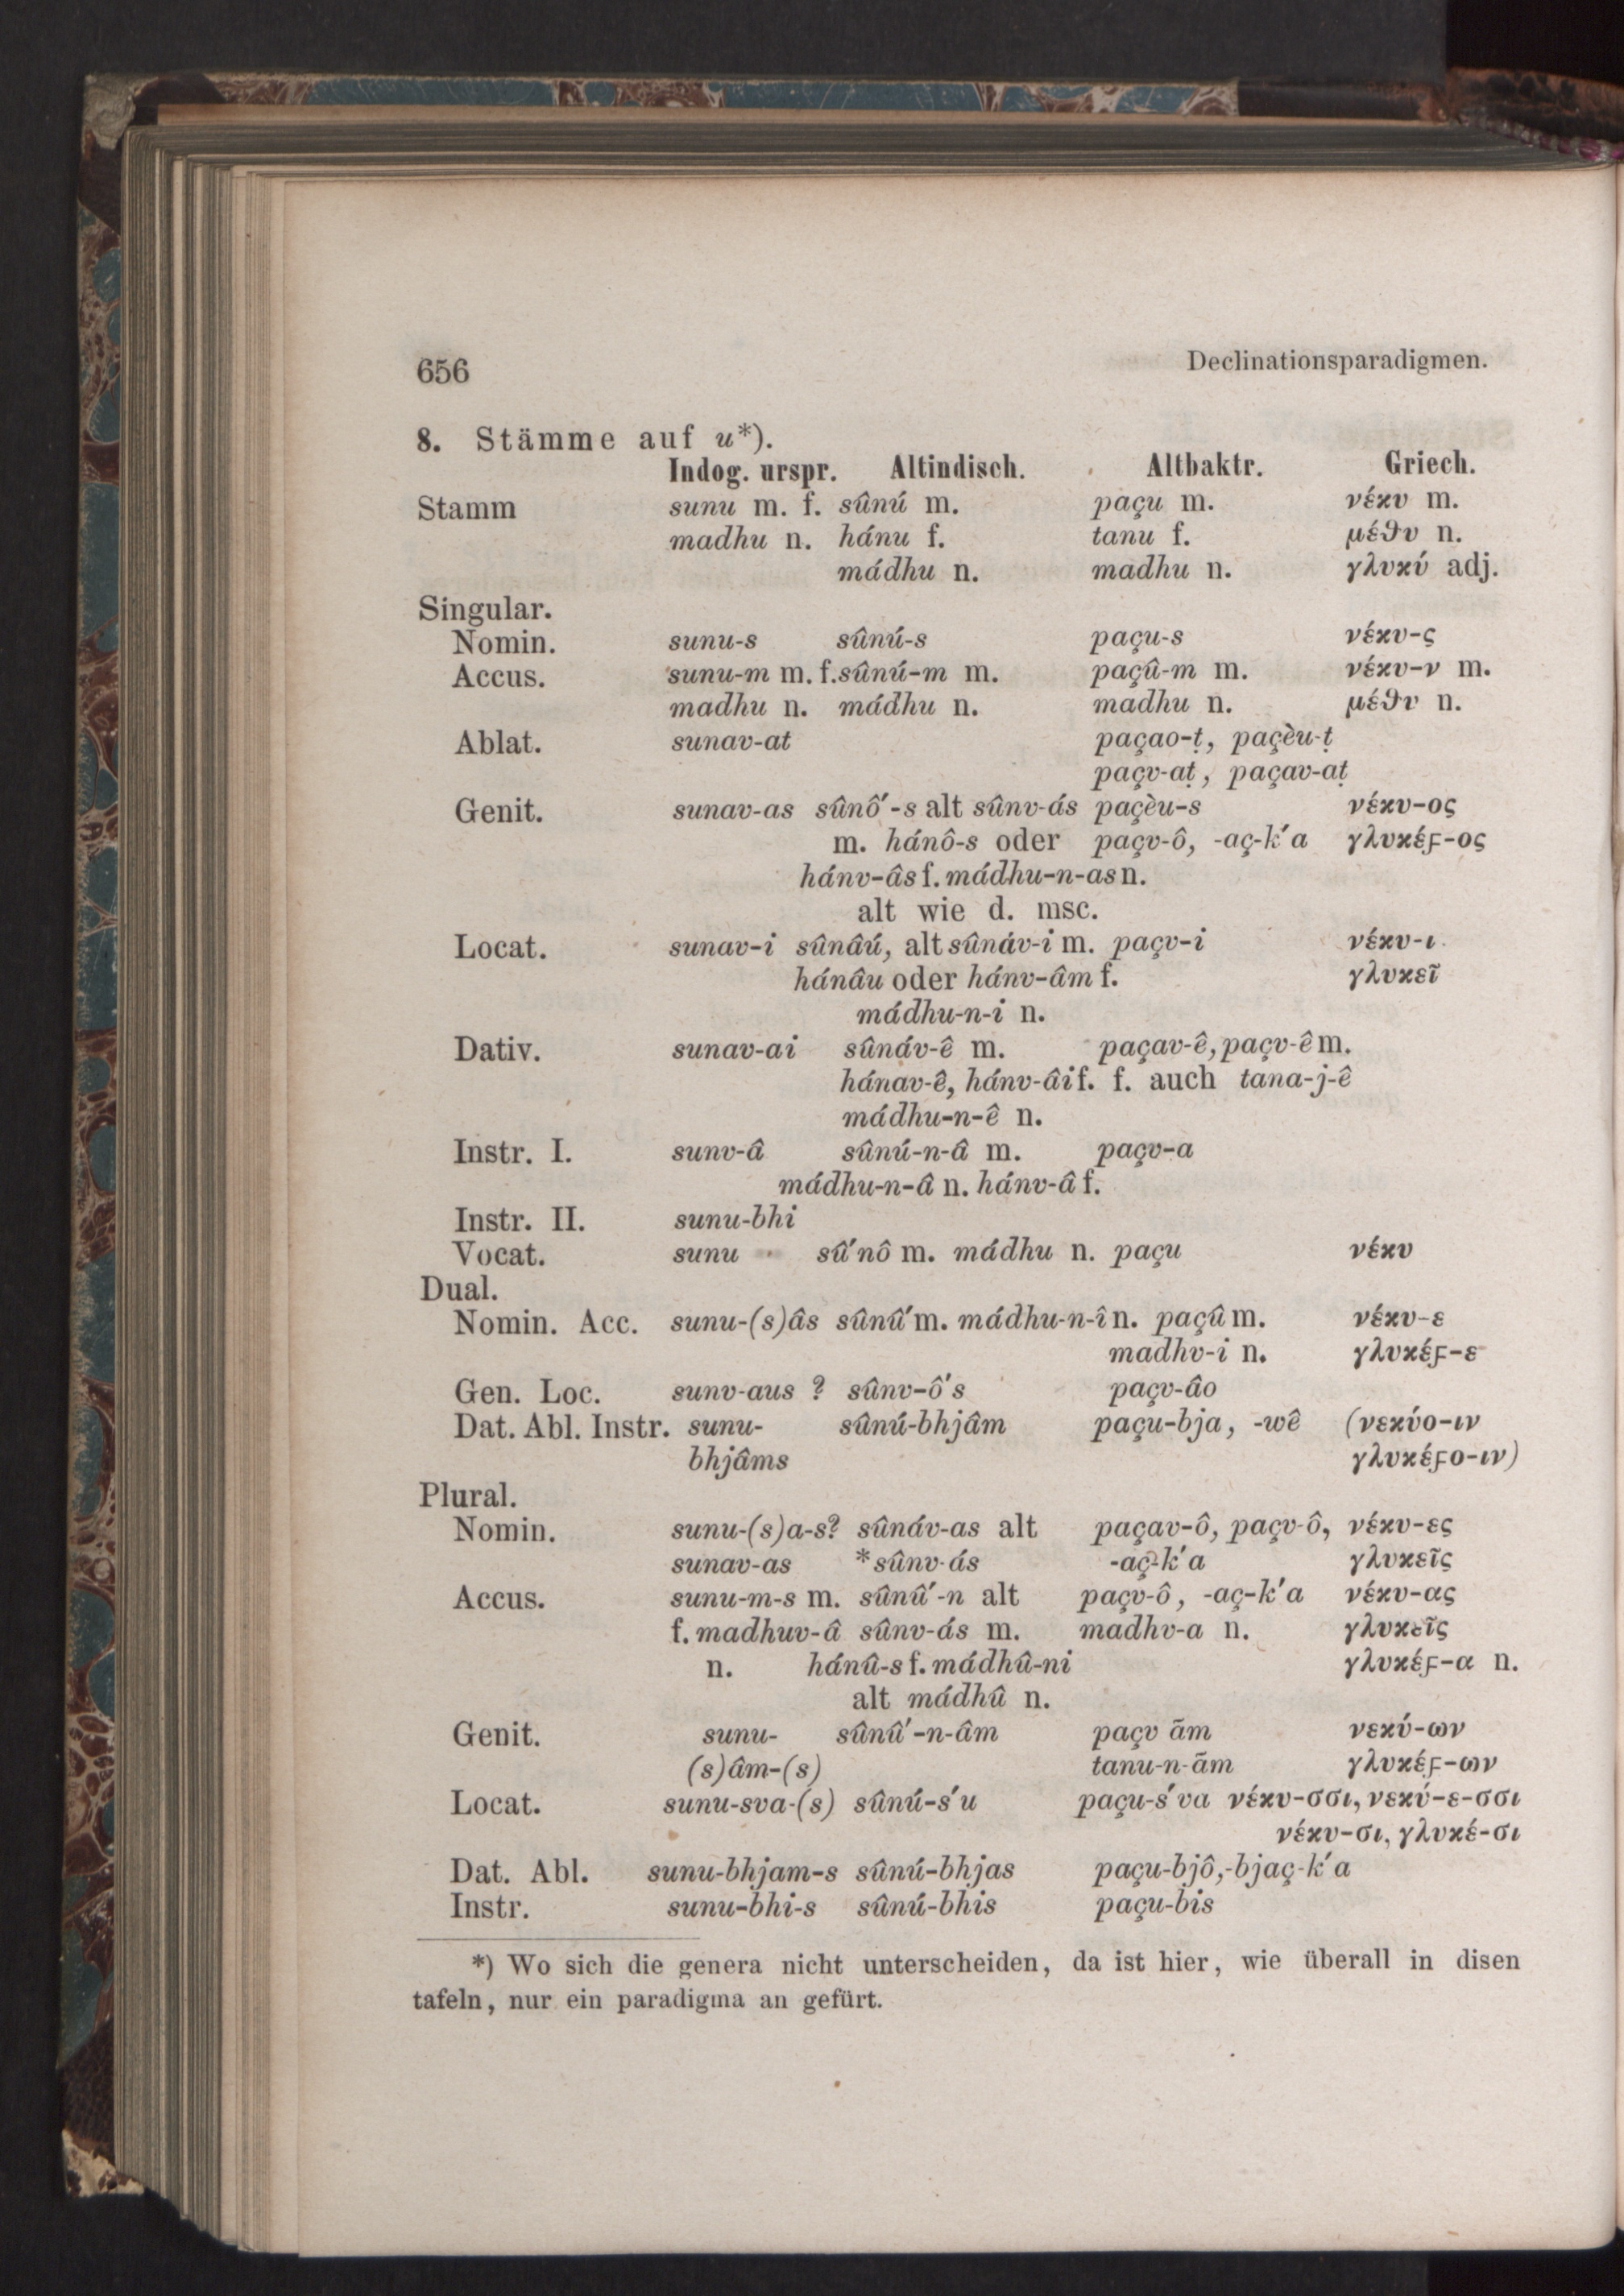 656 Declinationsparadigmen.
8. Stämme auf u*).
Indog. urspr. Altindisch. Altbaktr. Griech.
Stamm sunu m. f. sûnú m. paçu m. νέκυ m.
madhu n. hánu f. tanu f. μέϑυ n.
mádhu n. madhu n. γλυκύ adj.
Singular.
Nomin. sunu-s sûnú-s paçu-s νέκυ-ς
Accus. sunu-m m. f. sûnú-m m. paçû-m m. νέκυ-ν m.
madhu n. mádhu n. madhu n. μέϑυ n.
Ablat. sunav-at paçao-ṭ, paçèu-ṭ
paçv-aṭ, paçav-aṭ
Genit. sunav-as sûnô´-s alt sûnv-ás paçèu-s νέκυ-ος
m. hánô-s oder paçv-ô, -aç-k´a γλυκέϝ-ος
hánv-âs f. mádhu-n-as n.
alt wie d. msc.
Locat. sunav-i sûnâú, alt sûnáv-i m. paçv-i νέκυ-ι
hánâu oder hánv-âm f. γλυκεῖ
mádhu-n-i n.
Dativ. sunav-ai sûnáv-ê m. paçav-ê, paçv-ê m.
hánav-ê, hánv-âi f. f. auch tana-j-ê
mádhu-n-ê n.
Instr. I. sunv-â sûnú-n-â m. paçv-a
mádhu-n-â n. hánv-â f.
Instr. II. sunu-bhi
Vocat. sunu sû´nô m. mádhu n. paçu νέκυ
Dual.
Nomin. Acc. sunu-(s)âs sûnû´ m. mádhu-n-î n. paçû m. νέκυ-ε
madhv-i n. γλυκέϝ-ε
Gen. Loc. sunv-aus ? sûnv-ô´s paçv-âo
Dat. Abl. Instr. sunu- sûnú-bhjâm paçu-bja, -wê (νεκύο-ιν
bhjâms γλυκέϝο-ιν)
Plural.
Nomin. sunu-(s)a-s? sûnáv-as alt paçav-ô, paçv-ô, νέκυ-ες
sunav-as *sûnv-ás -aç-k´a γλυκεῖς
Accus. sunu-m-s m. sûnû´-n alt paçv-ô, -aç-k´a νέκυ-ας
f. madhuv-â sûnv-ás m. madhv-a n. γλυκεῖς
n. hánû-s f. mádhû-ni γλυκέϝ-α n.
alt mádhû n.
Genit. sunu- sûnû´-n-âm paçv ãm νεκύ-ων
(s)âm-(s) tanu-n-ãm γλυκέϝ-ων
Locat. sunu-sva-(s) sûnú-s´u paçu-s´va νέκυ-σσι, νεκύ-ε-σσι
νέκυ-σι, γλυκέ-σι
Dat. Abl. sunu-bhjam-s sûnú-bhjas paçu-bjô,-bjaç-k´a
Instr. sunu-bhi-s sûnú-bhis paçu-bis
*) Wo sich die genera nicht unterscheiden, da ist hier, wie überall in disen
tafeln, nur ein paradigma an gefürt.